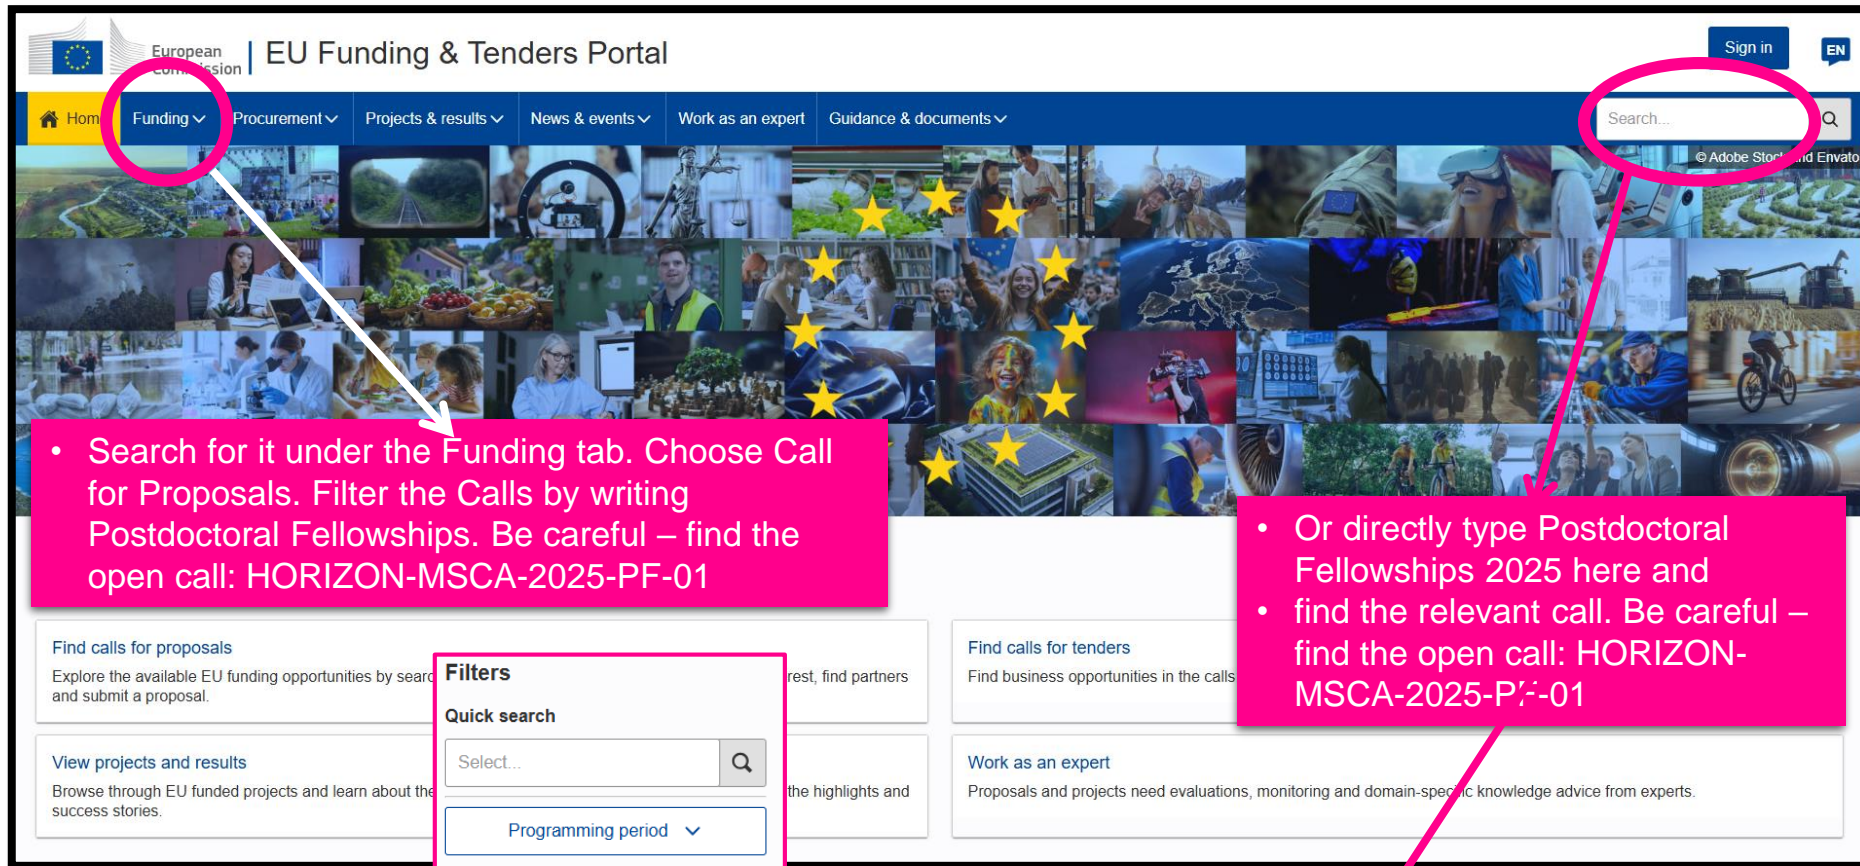 European
Commission
EU Funding & Tenders Portal
Sign in
EN
Home
Funding
Procurement
Projects & results
News & events
Work as an expert
Guidance & documents
Search...
© Adobe Stock and Envato
• Search for it under the Funding tab. Choose Call
for Proposals. Filter the Calls by writing
Postdoctoral Fellowships. Be careful – find the
open call: HORIZON-MSCA-2025-PF-01
• Or directly type Postdoctoral
Fellowships 2025 here and
• find the relevant call. Be careful –
find the open call: HORIZON-
MSCA-2025-PF-01
Find calls for proposals
Explore the available EU funding opportunities by searc
rest, find partners
and submit a proposal.
Find calls for tenders
Find business opportunities in the calls
Filters
Quick search
Select...
Programming period
View projects and results
Browse through EU funded projects and learn about the
the highlights and
success stories.
Work as an expert
Proposals and projects need evaluations, monitoring and domain-specific knowledge advice from experts.